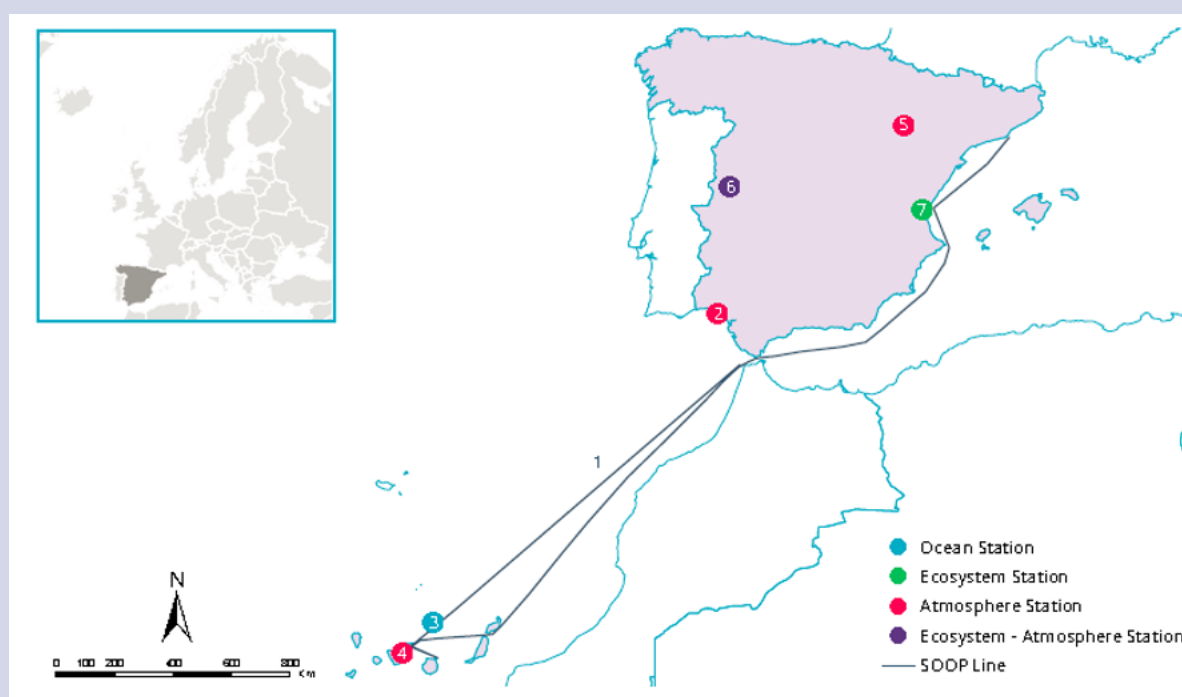 5
6
7
2
1
3
4
N
0 100 200 400 600 800
Km
Ocean Station
Ecosystem Station
Atmosphere Station
Ecosystem - Atmosphere Station
SOOP Line